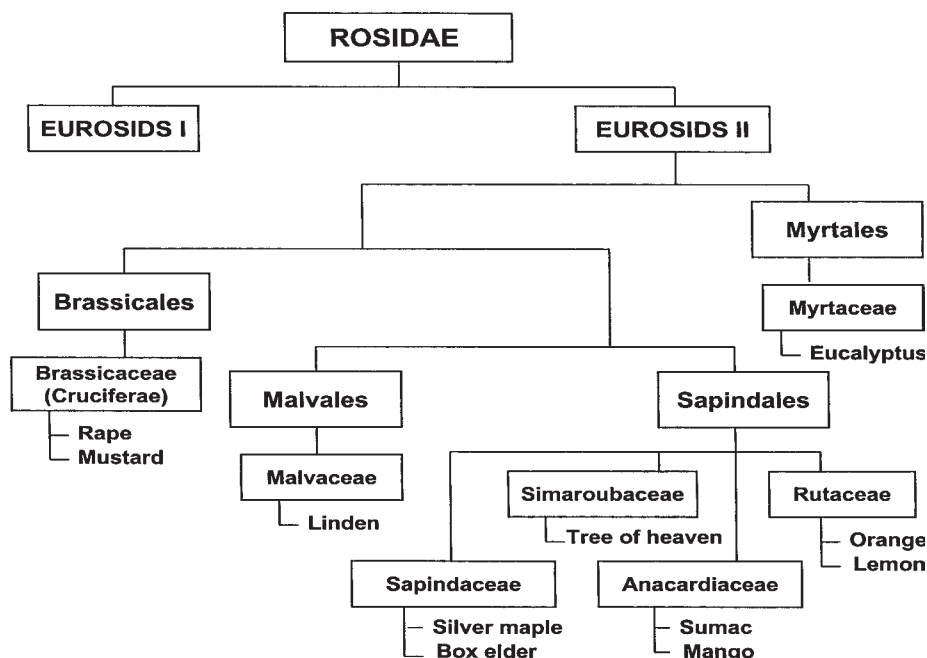 ROSIDAE
EUROSIDS I
EUROSIDS II
Myrtales
Brassicales
Myrtaceae
Eucalyptus
Brassicaceae
(Cruciferae)
Rape
Mustard
Malvales
Sapindales
Malvaceae
Linden
Simaroubaceae
Tree of heaven
Rutaceae
Orange
Lemon
Sapindaceae
Silver maple
Box elder
Anacardiaceae
Sumac
Mango